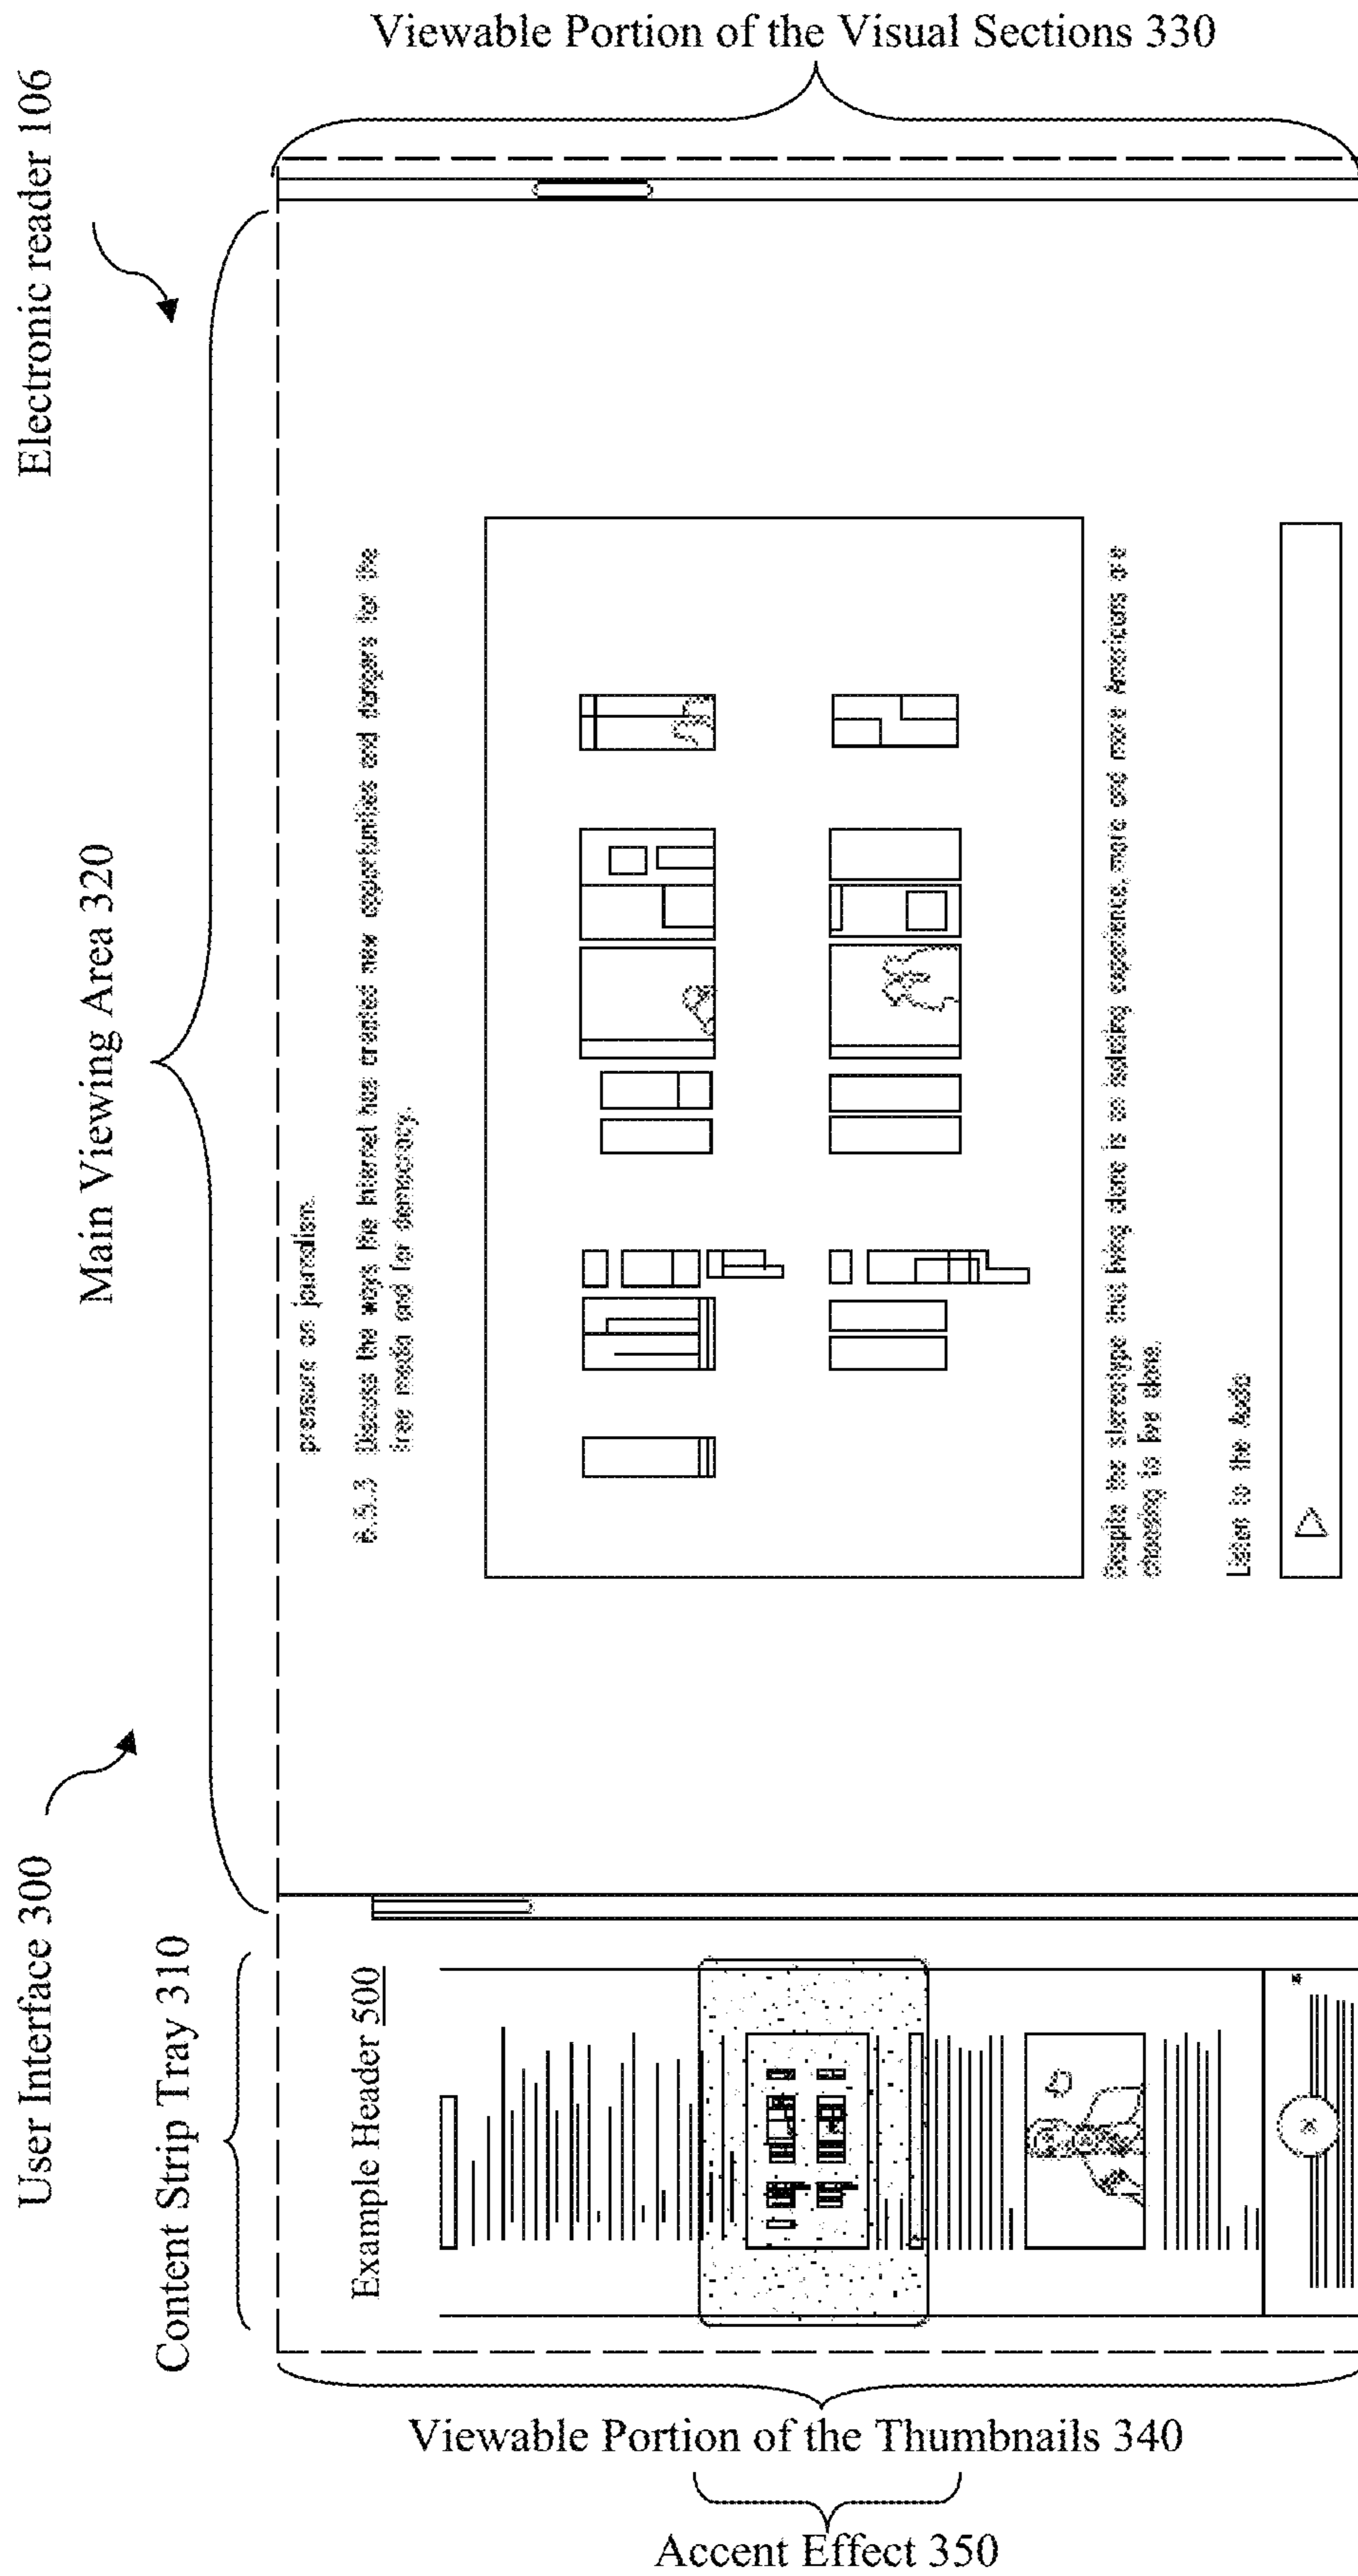 Electronic reader 106
User Interface 300
Main Viewing Area 320
Content Strip Tray 310
Viewable Portion of the Visual Sections 330
Example Header 500
pressure on journalism.
6.5.3 Discuss the ways the Internet has created new opportunities and dangers for the
free media and for democracy.
Despite the stereotype that living alone is an isolating experience, more and more Americans are
choosing to live alone.
Listen to the Audio
Viewable Portion of the Thumbnails 340
Accent Effect 350